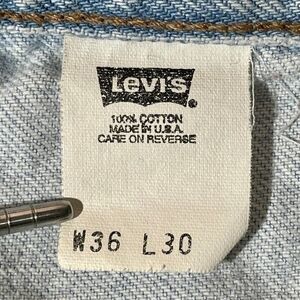 Levi's ®
100% COTTON
MADE IN U.S.A.
CARE ON REVERSE
W36 L30